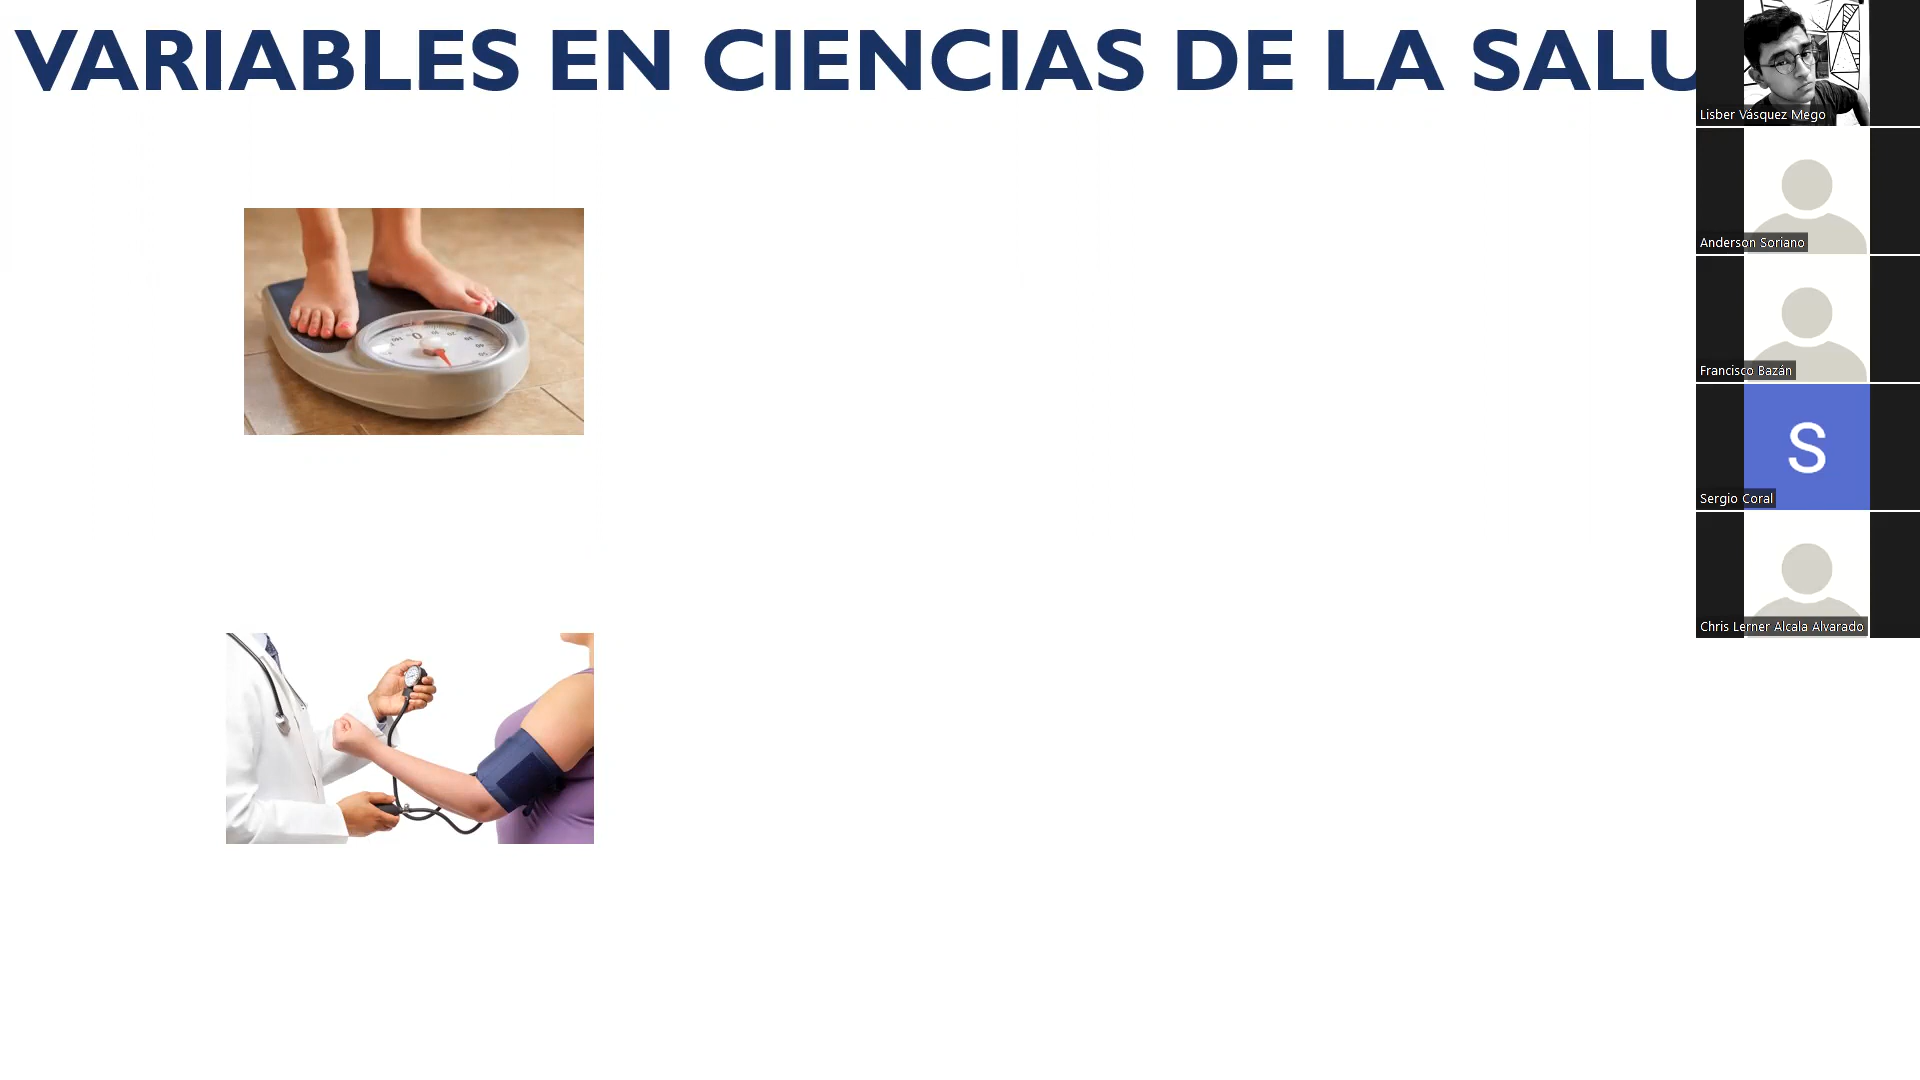 VARIABLES EN CIENCIAS DE LA SALU
Lisber Vásquez Mego
Anderson Soriano
Francisco Bazán
S
Sergio Coral
Chris Lerner Alcala Alvarado